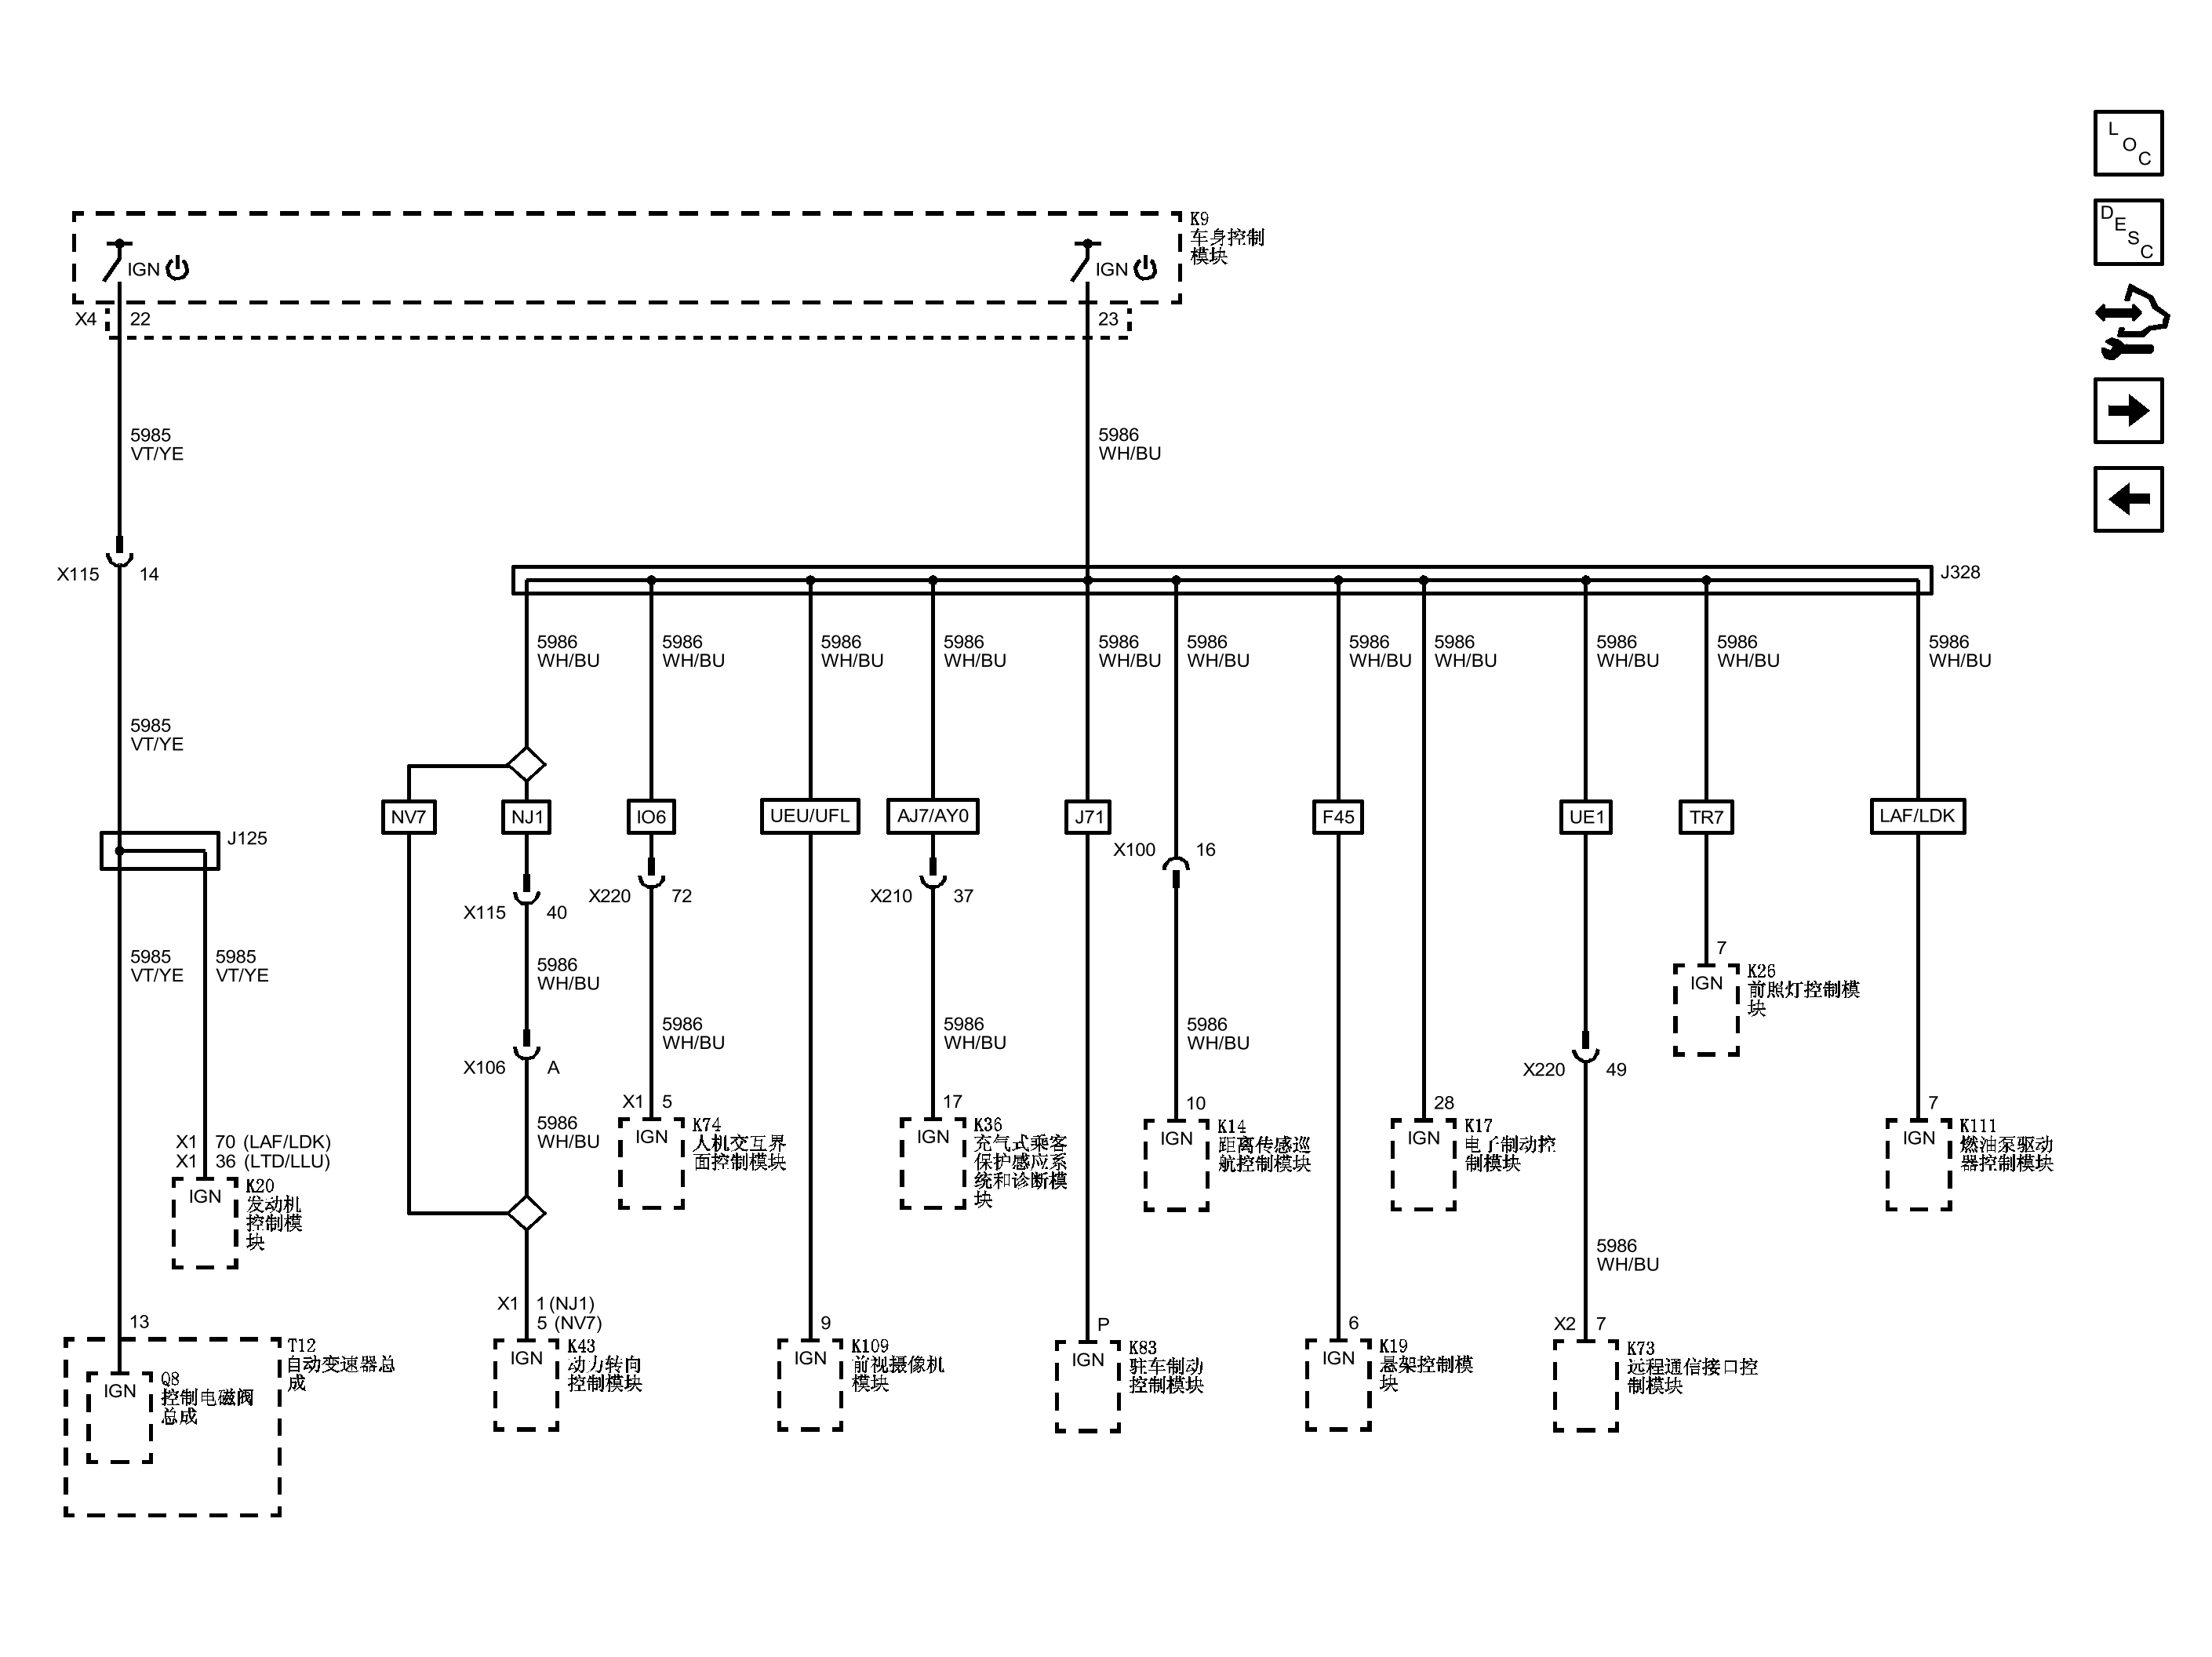 L
O
C
D
E
S
C
K9
车身控制
模块
IGN
IGN
X4
22
23
5985
VT/YE
5986
WH/BU
X115
14
J328
5986
WH/BU
5986
WH/BU
5986
WH/BU
5986
WH/BU
5986
WH/BU
5986
WH/BU
5986
WH/BU
5986
WH/BU
5986
WH/BU
5986
WH/BU
5986
WH/BU
5985
VT/YE
NV7
NJ1
IO6
UEU/UFL
AJ7/AY0
J71
F45
UE1
TR7
LAF/LDK
J125
X100
16
X115
40
X220
72
X210
37
5985
VT/YE
5985
VT/YE
5986
WH/BU
7
IGN
K26
前照灯控制模
块
5986
WH/BU
5986
WH/BU
5986
WH/BU
X106
A
X220
49
5986
WH/BU
X1
5
IGN
K74
人机交互界
面控制模块
17
IGN
K36
充气式乘客
保护感应系
统和诊断模
块
10
IGN
K14
距离传感巡
航控制模块
28
IGN
K17
电子制动控
制模块
7
IGN
K111
燃油泵驱动
器控制模块
X1 70 (LAF/LDK)
X1 36 (LTD/LLU)
IGN
K20
发动机
控制模
块
5986
WH/BU
13
T12
自动变速器总
成
IGN
Q8
控制电磁阀
总成
X1 1 (NJ1)
5 (NV7)
IGN
K43
动力转向
控制模块
9
IGN
K109
前视摄像机
模块
P
IGN
K83
驻车制动
控制模块
6
IGN
K19
悬架控制模
块
X2
7
IGN
K73
远程通信接口控
制模块